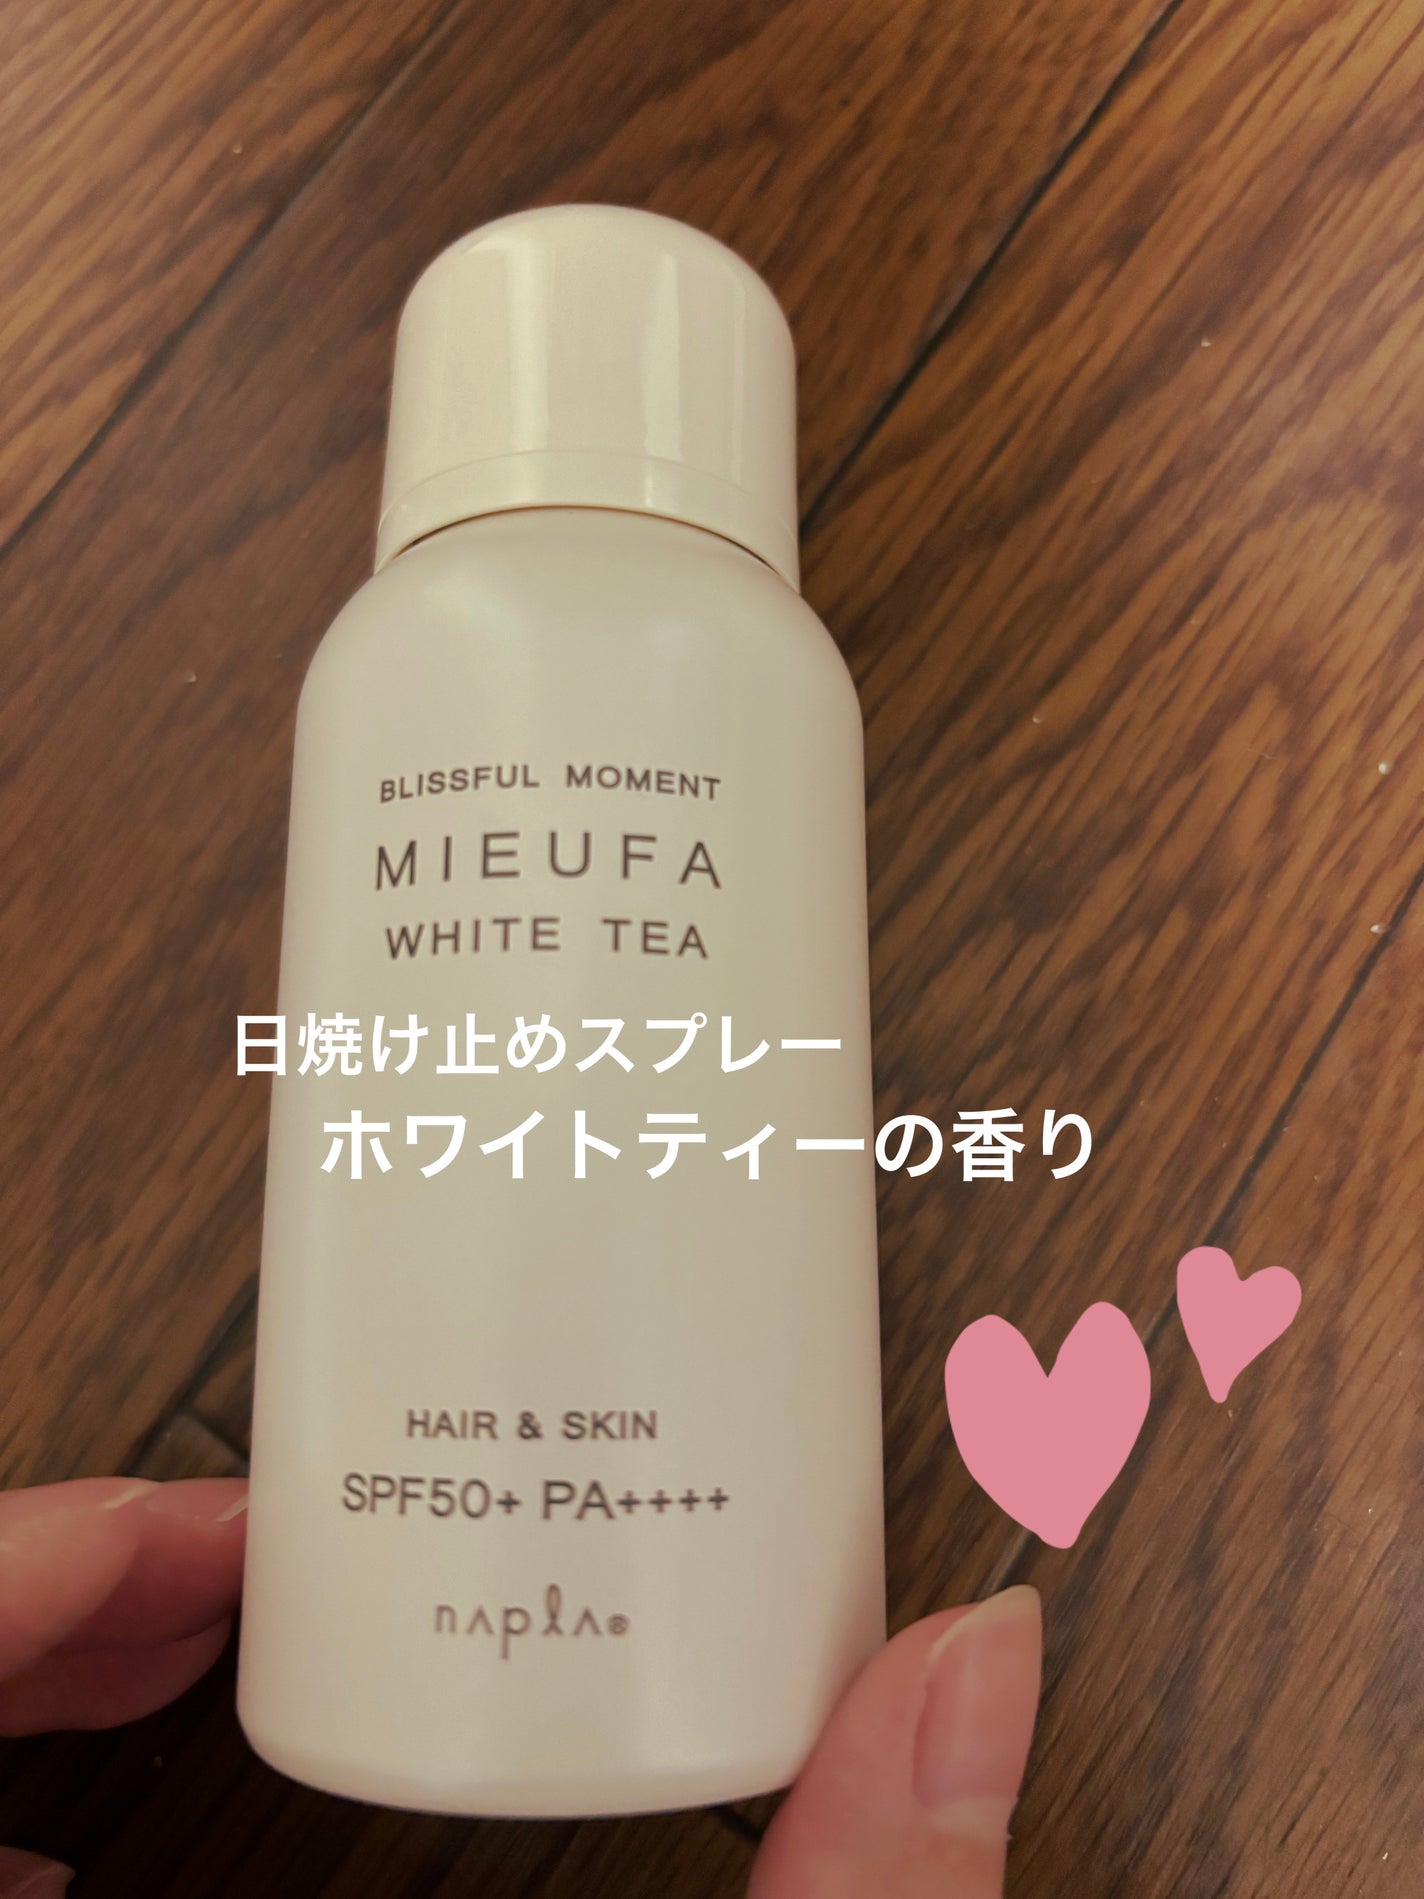 BLISSFUL MOMENT
MIEUFA
WHITE TEA
日焼け止めスプレー
ホワイトティーの香り
HAIR & SKIN
SPF50+ PA++++
napla®